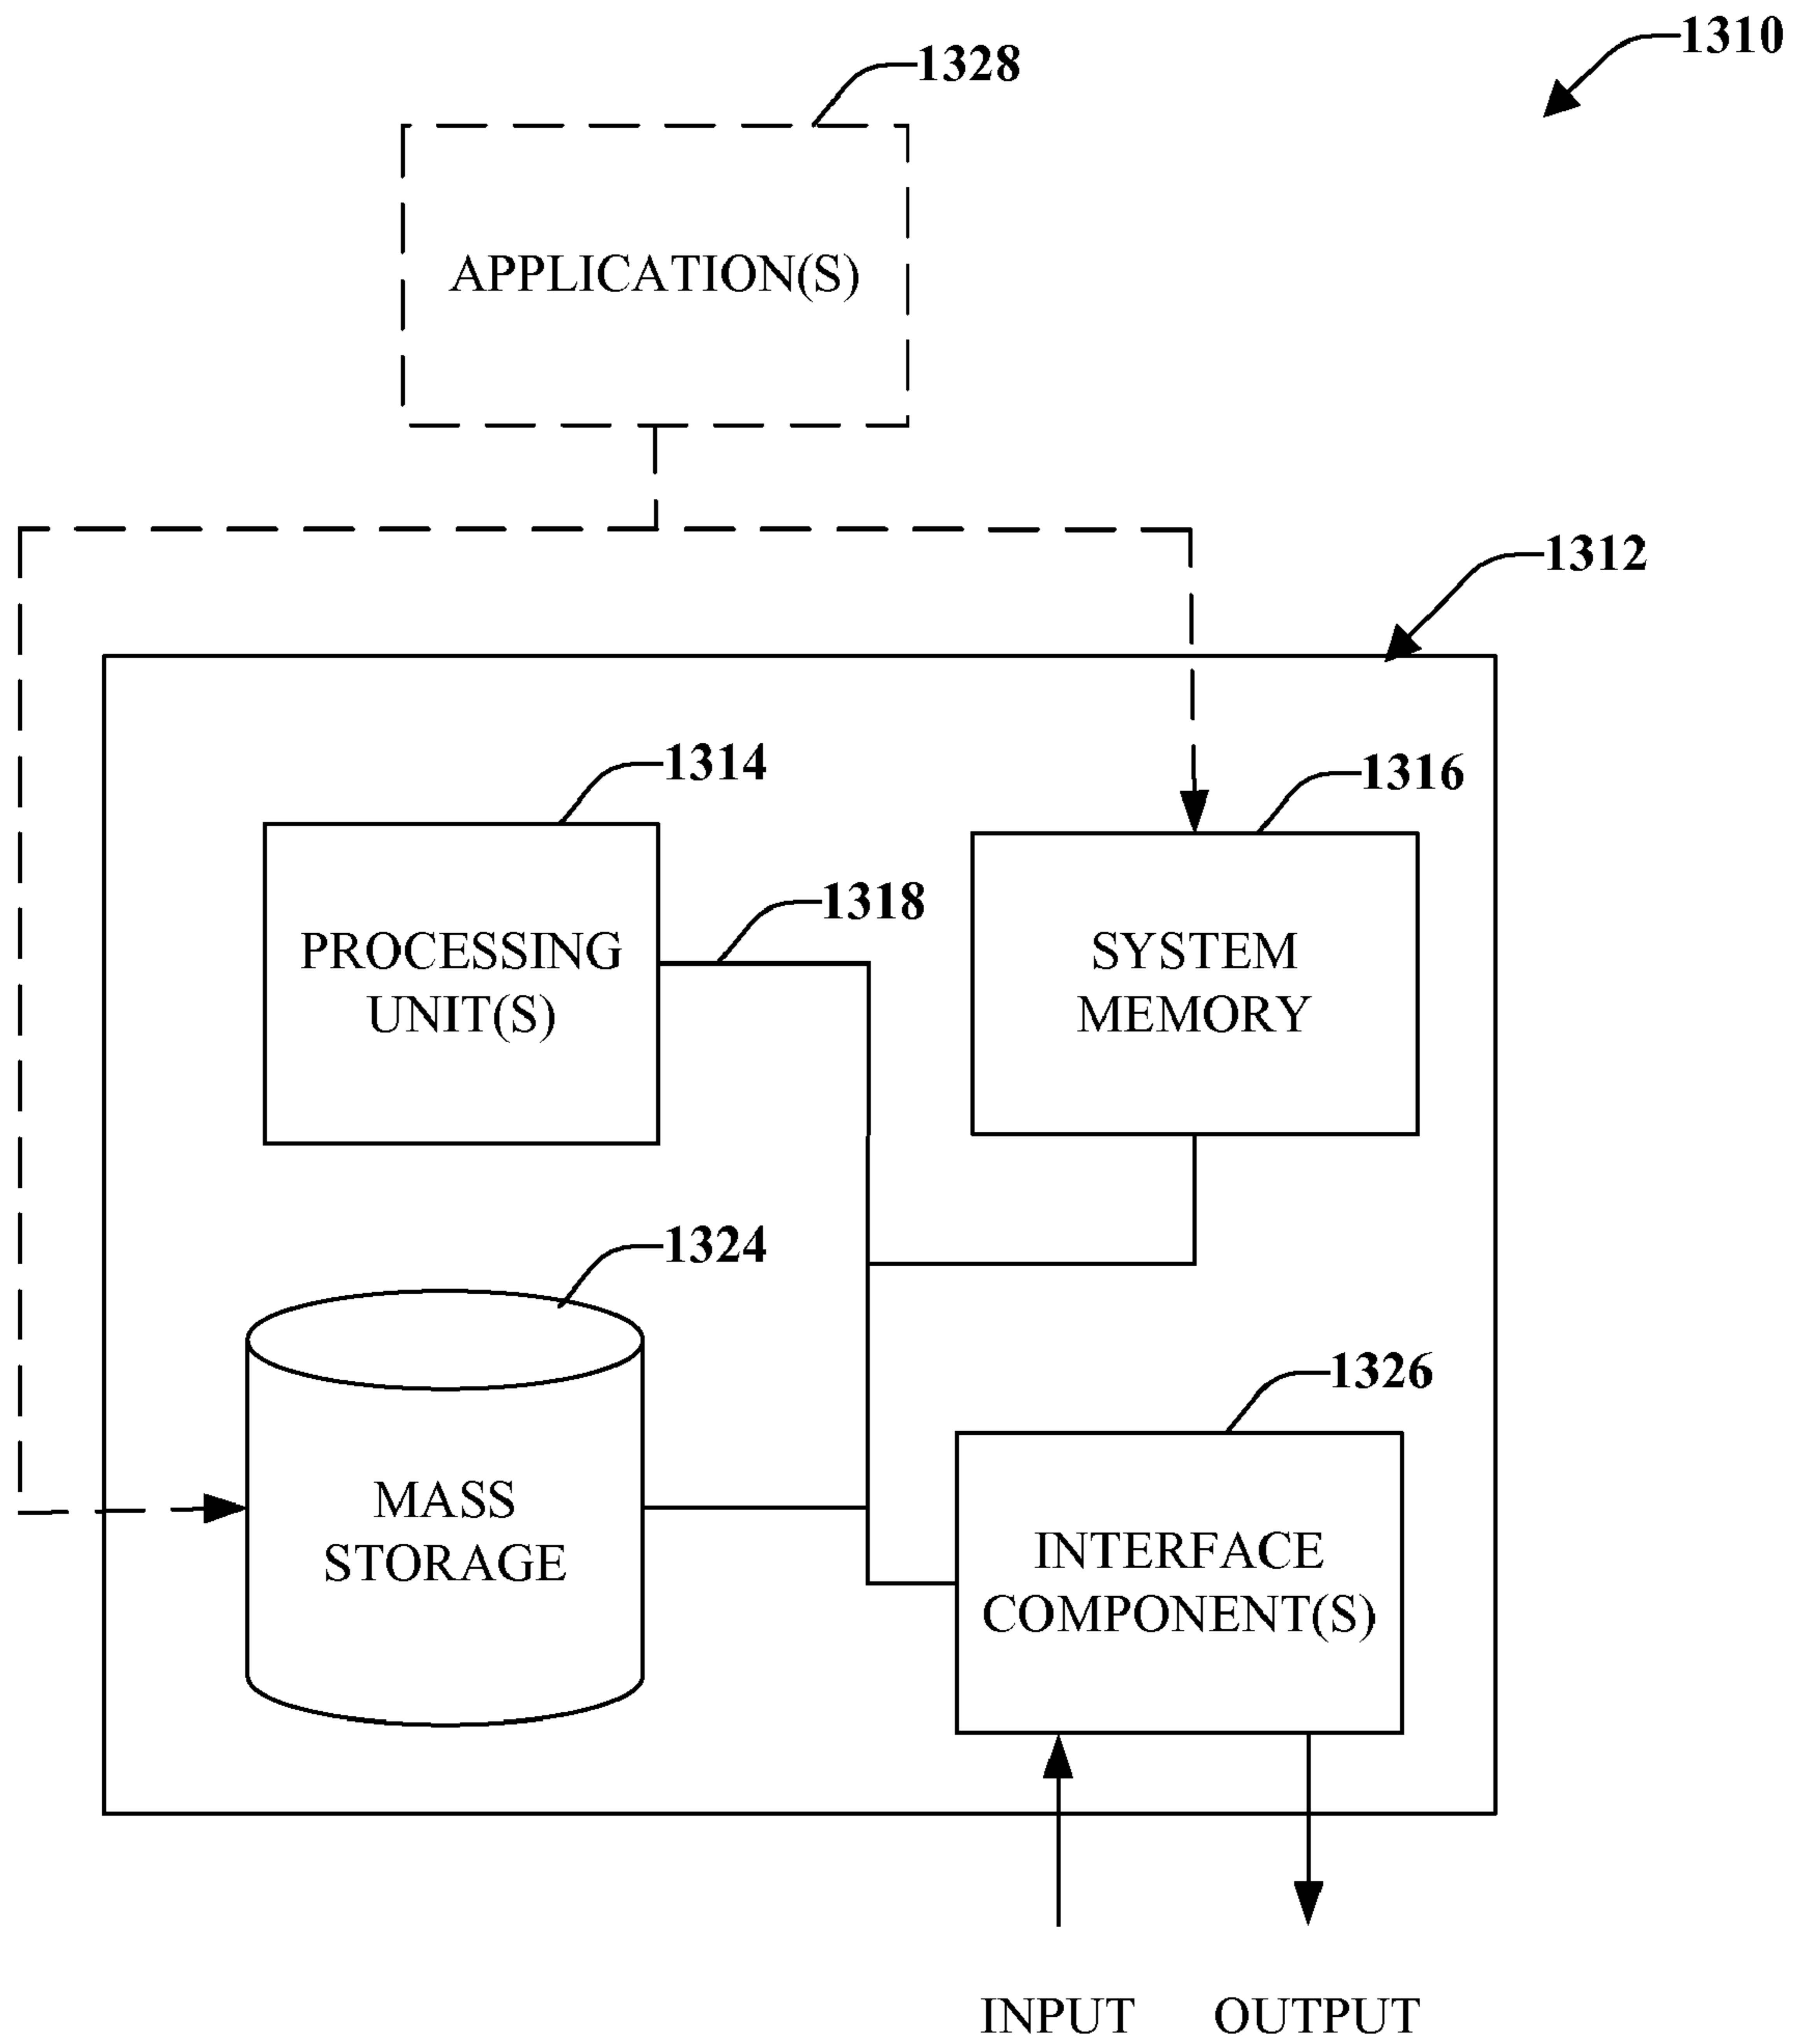 1310
1328
APPLICATION(S)
1312
1314
1316
1318
PROCESSING
UNIT(S)
SYSTEM
MEMORY
1324
1326
MASS
STORAGE
INTERFACE
COMPONENT(S)
INPUT
OUTPUT